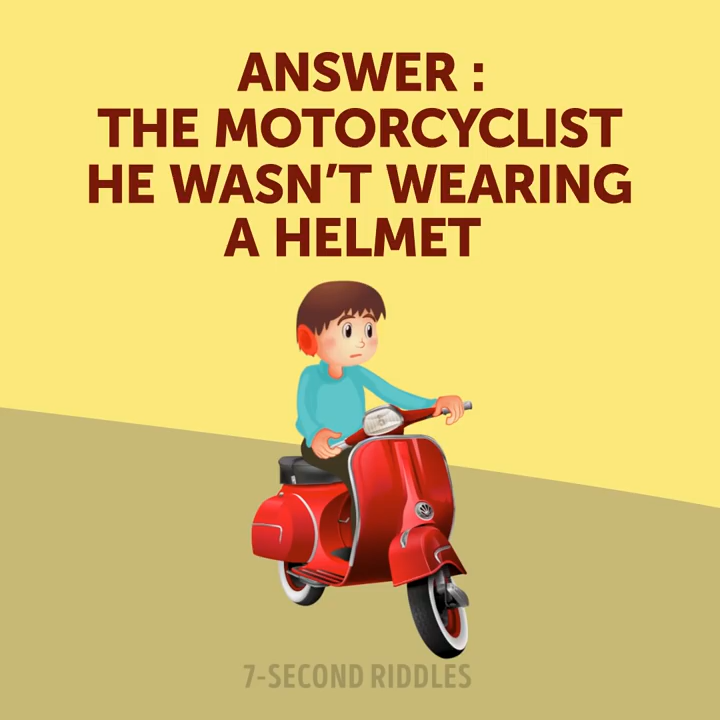 ANSWER :
THE MOTORCYCLIST
HE WASN’T WEARING
A HELMET
7-SECOND RIDDLES